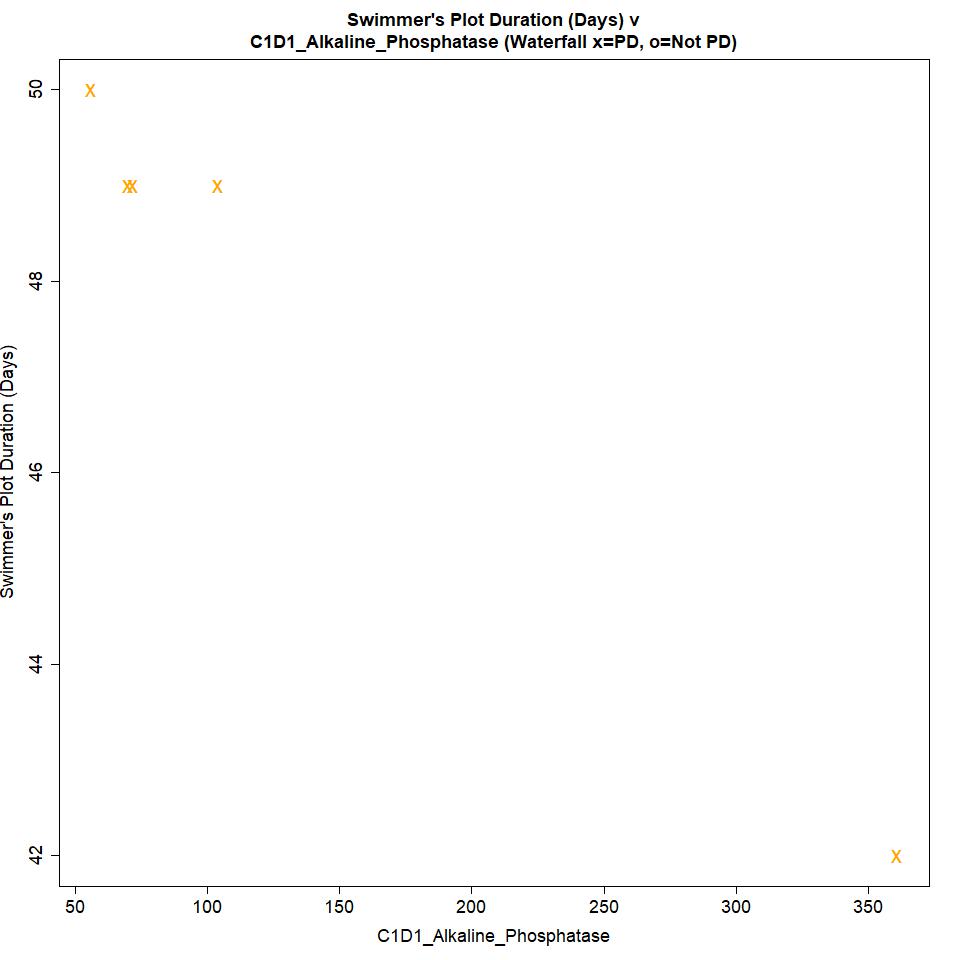 Swimmer's Plot Duration (Days) v
C1D1_Alkaline_Phosphatase (Waterfall x=PD, o=Not PD)
Swimmer's Plot Duration (Days)
50
48
46
44
42
X
X
X
X
X
50 100 150 200 250 300 350
C1D1_Alkaline_Phosphatase